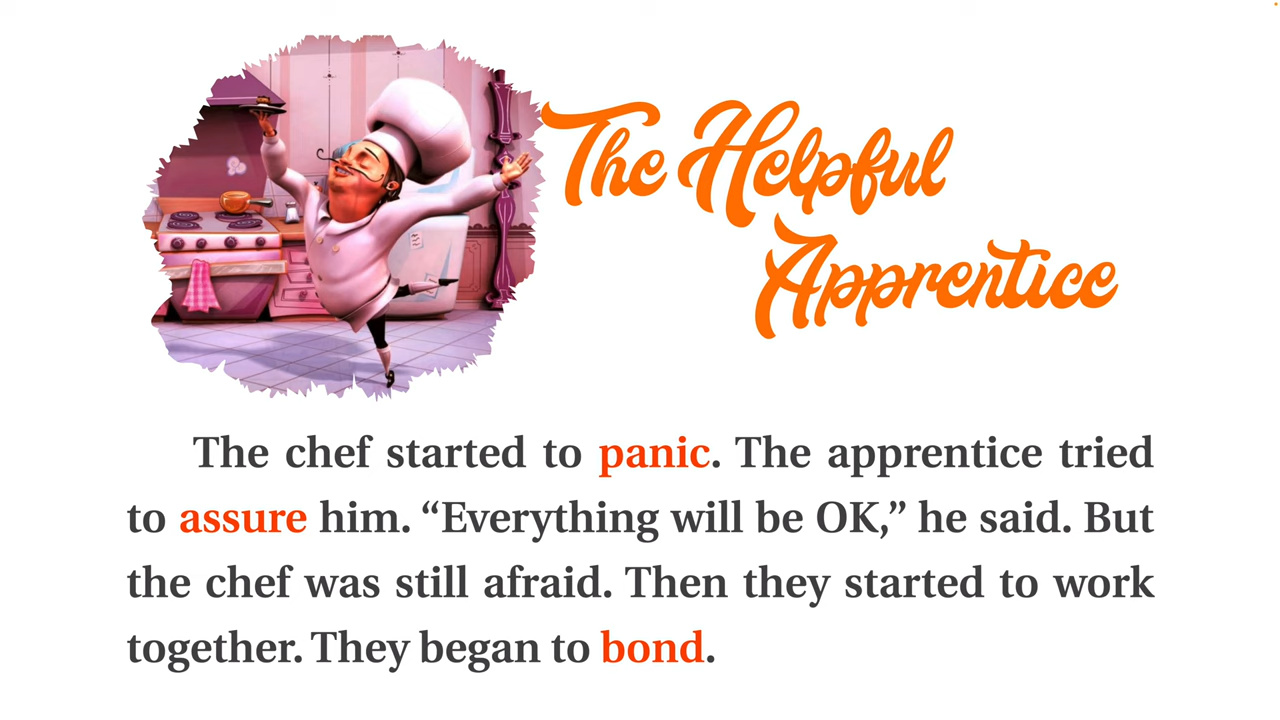 The Helpful
Apprentice
The chef started to panic. The apprentice tried
to assure him. “Everything will be OK,” he said. But
the chef was still afraid. Then they started to work
together. They began to bond.